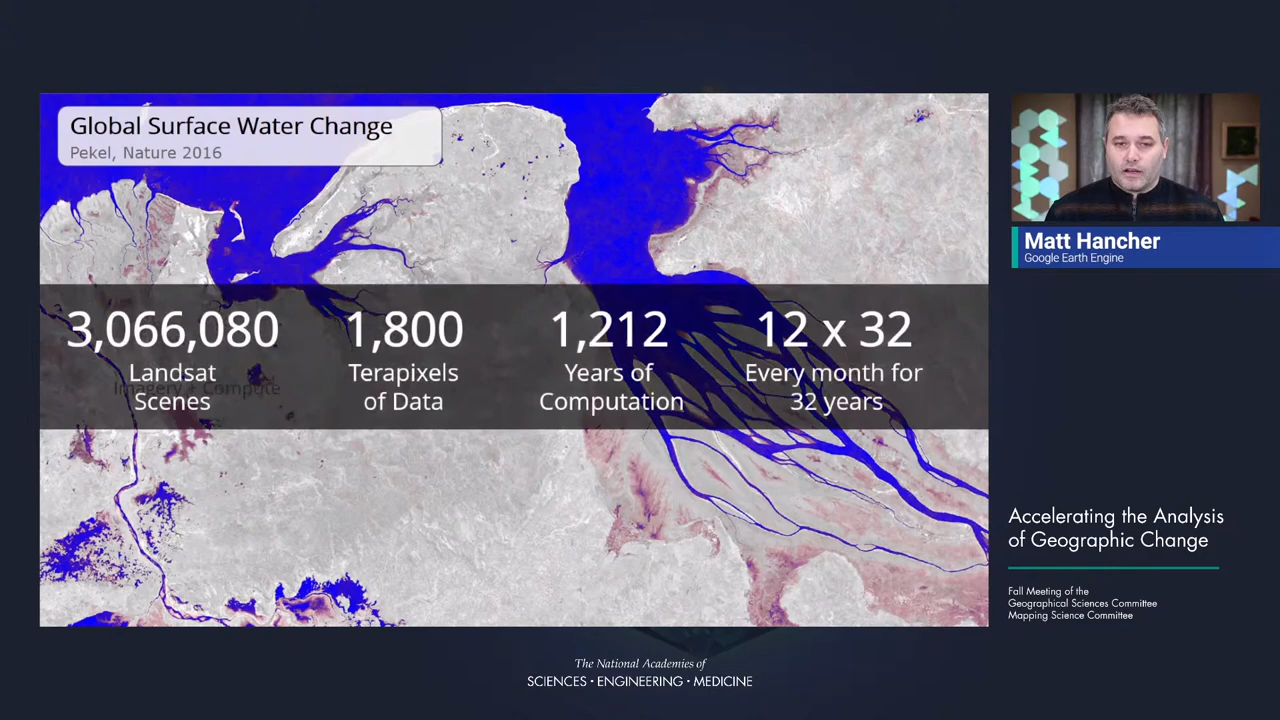 Global Surface Water Change
Pekel, Nature 2016
3,066,080
Landsat
Scenes
Imagery + Compute
1,800
Terapixels
of Data
1,212
Years of
Computation
12 x 32
Every month for
32 years
Matt Hancher
Google Earth Engine
Accelerating the Analysis
of Geographic Change
Fall Meeting of the
Geographical Sciences Committee
Mapping Science Committee
The National Academies of
SCIENCES • ENGINEERING • MEDICINE